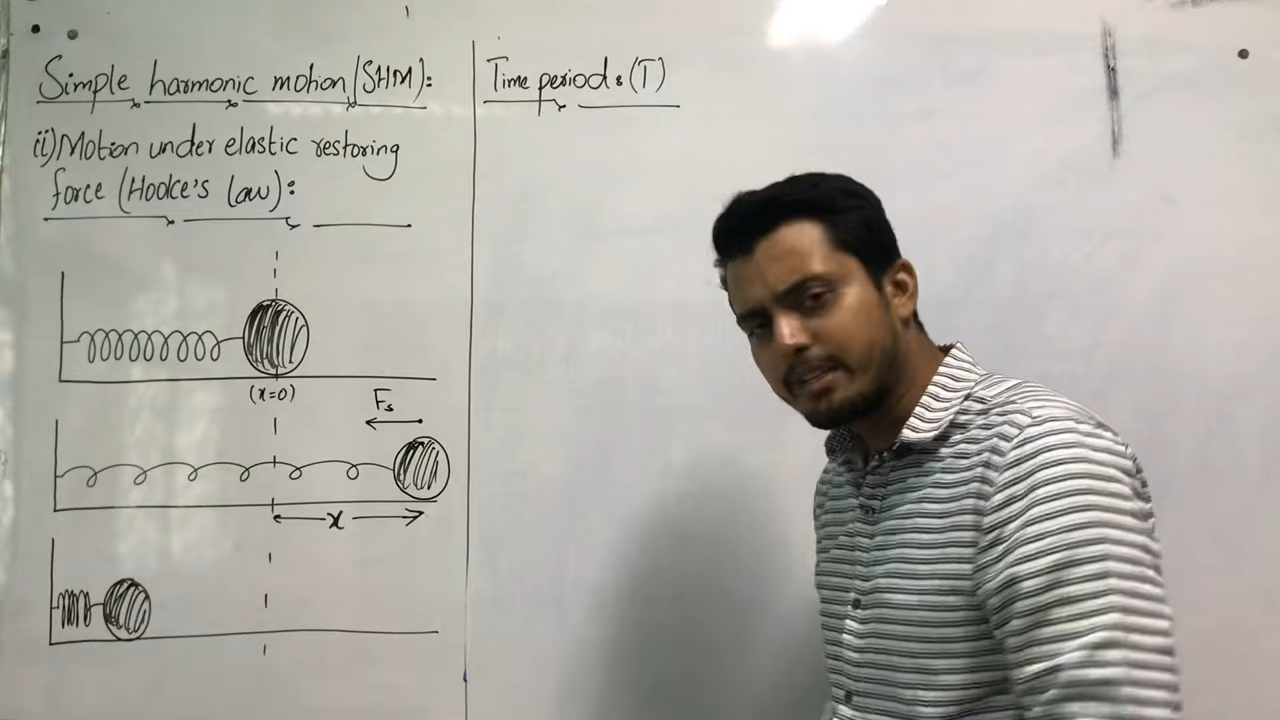 Simple harmonic motion (SHM):
ii) Motion under elastic restoring
force (Hooke's law):
(x=0)
Fs
x
Time period: (T)